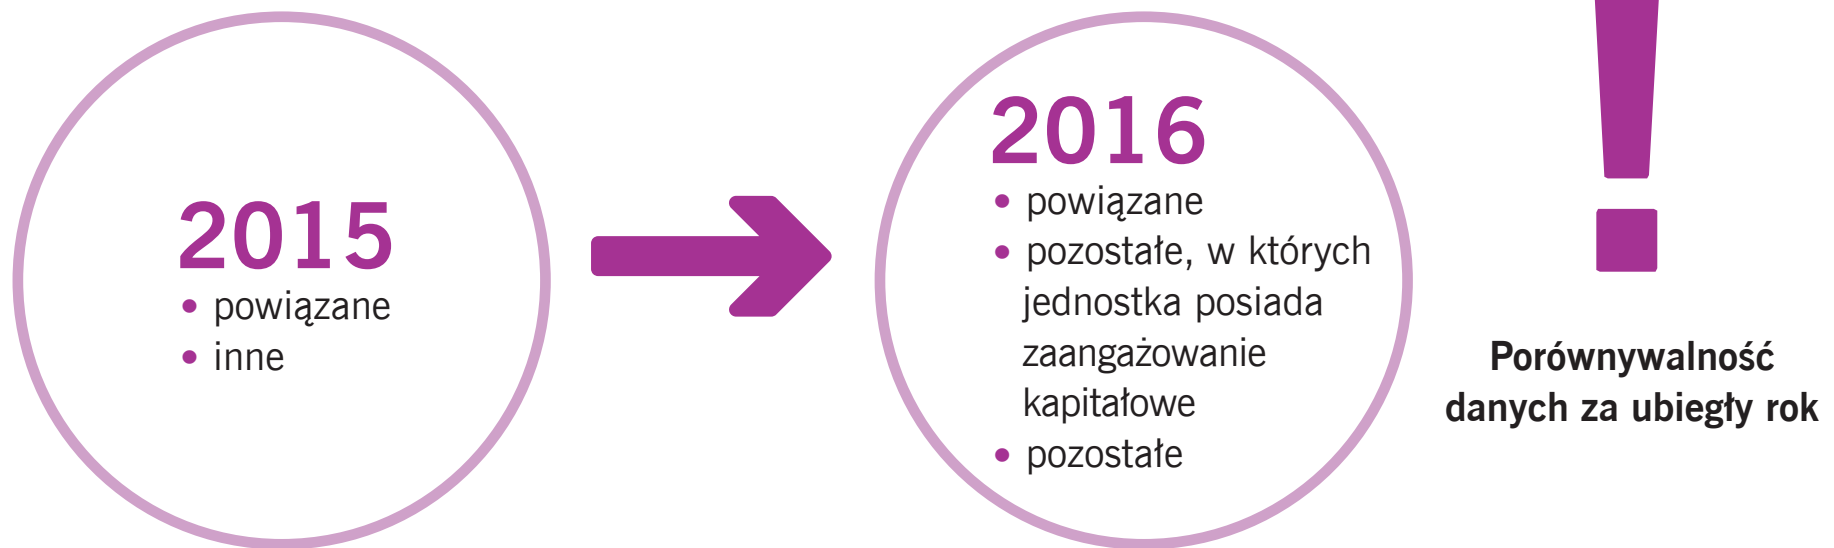 2015
• powiązane
• inne
2016
• powiązane
• pozostałe, w których
jednostka posiada
zaangażowanie
kapitałowe
• pozostałe
!
Porównywalność
danych za ubiegły rok